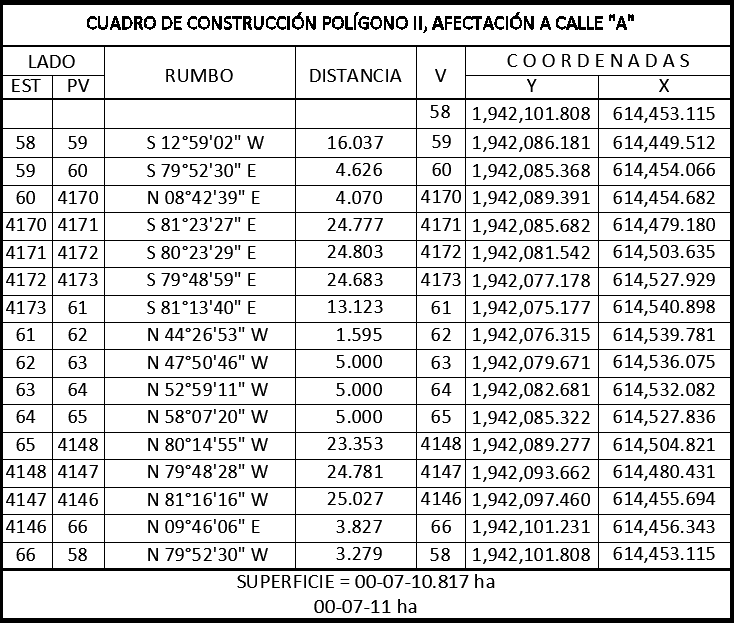 CUADRO DE CONSTRUCCIÓN POLÍGONO II, AFECTACIÓN A CALLE "A"
LADO RUMBO DISTANCIA V C O O R D E N A D A S
EST PV Y X
58 1,942,101.808 614,453.115
58 59 S 12°59'02" W 16.037 59 1,942,086.181 614,449.512
59 60 S 79°52'30" E 4.626 60 1,942,085.368 614,454.066
60 4170 N 08°42'39" E 4.070 4170 1,942,089.391 614,454.682
4170 4171 S 81°23'27" E 24.777 4171 1,942,085.682 614,479.180
4171 4172 S 80°23'29" E 24.803 4172 1,942,081.542 614,503.635
4172 4173 S 79°48'59" E 24.683 4173 1,942,077.178 614,527.929
4173 61 S 81°13'40" E 13.123 61 1,942,075.177 614,540.898
61 62 N 44°26'53" W 1.595 62 1,942,076.315 614,539.781
62 63 N 47°50'46" W 5.000 63 1,942,079.671 614,536.075
63 64 N 52°59'11" W 5.000 64 1,942,082.681 614,532.082
64 65 N 58°07'20" W 5.000 65 1,942,085.322 614,527.836
65 4148 N 80°14'55" W 23.353 4148 1,942,089.277 614,504.821
4148 4147 N 79°48'28" W 24.781 4147 1,942,093.662 614,480.431
4147 4146 N 81°16'16" W 25.027 4146 1,942,097.460 614,455.694
4146 66 N 09°46'06" E 3.827 66 1,942,101.231 614,456.343
66 58 N 79°52'30" W 3.279 58 1,942,101.808 614,453.115
SUPERFICIE = 00-07-10.817 ha
00-07-11 ha